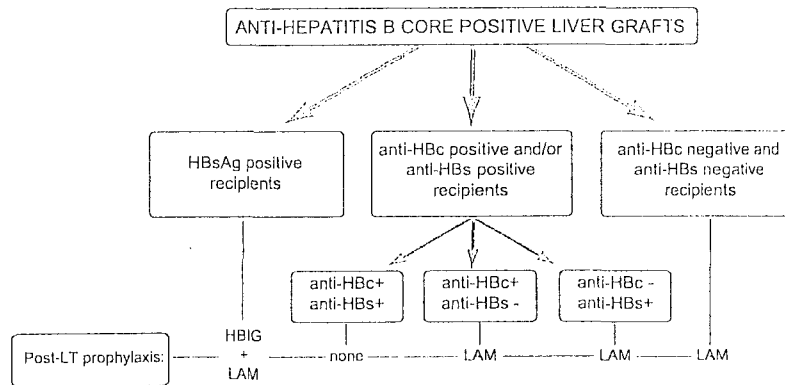 ANTI-HEPATITIS B CORE POSITIVE LIVER GRAFTS
HBsAg positive
recipients
anti-HBc positive and/or
anti-HBs positive
recipients
anti-HBc negative and
anti-HBs negative
recipients
anti-HBc+
anti-HBs+
anti-HBc+
anti-HBs -
anti-HBc -
anti-HBs+
Post-LT prophylaxis:
HBIG
+
LAM
none
LAM
LAM
LAM